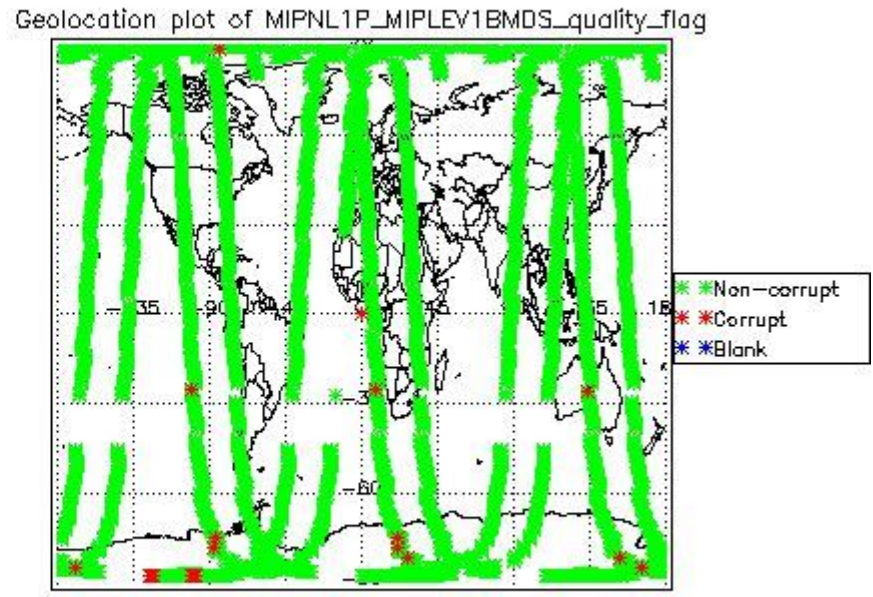 Geolocation plot of MIPNL1P_MIPLEV1BMDS_quality_flag
Non-corrupt
Corrupt
Blank
-60